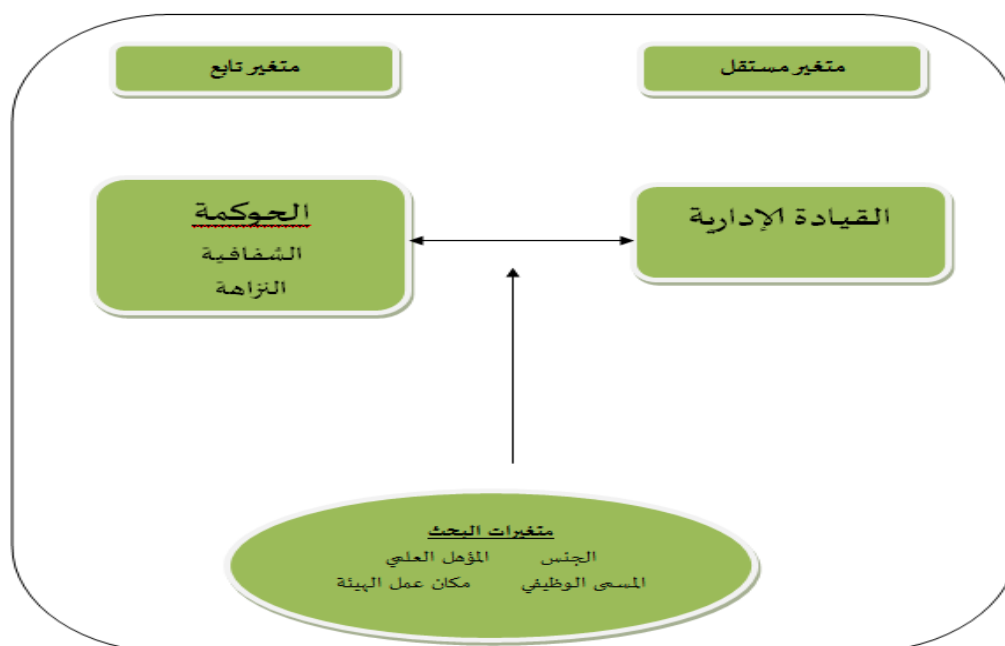 متغير مستقل
متغير تابع
القيادة الإدارية
الحوكمة
الشفافية
النزاهة
متغيرات البحث
الجنس المؤهل العلمي
المسمى الوظيفي مكان عمل الهيئة